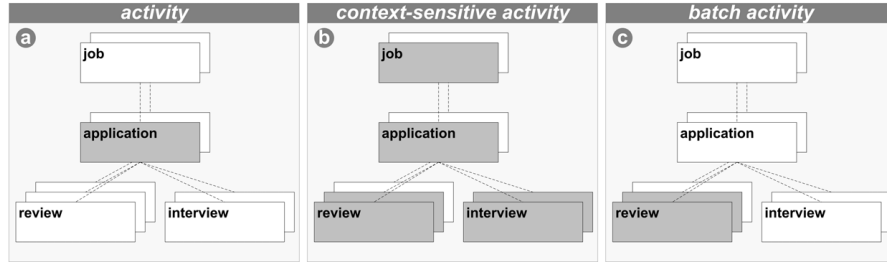 activity
a
job
application
review
interview
context-sensitive activity
b
job
application
review
interview
batch activity
c
job
application
review
interview